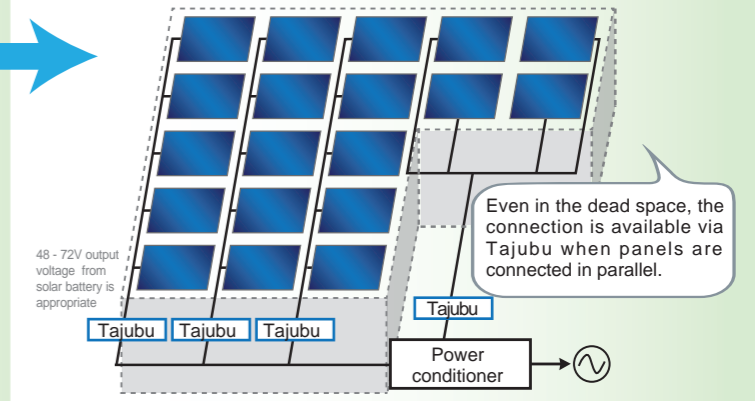 Even in the dead space, the
connection is available via
Tajubu when panels are
connected in parallel.
48 - 72V output
voltage from
solar battery is
appropriate
Tajubu
Tajubu
Tajubu
Tajubu
Power
conditioner